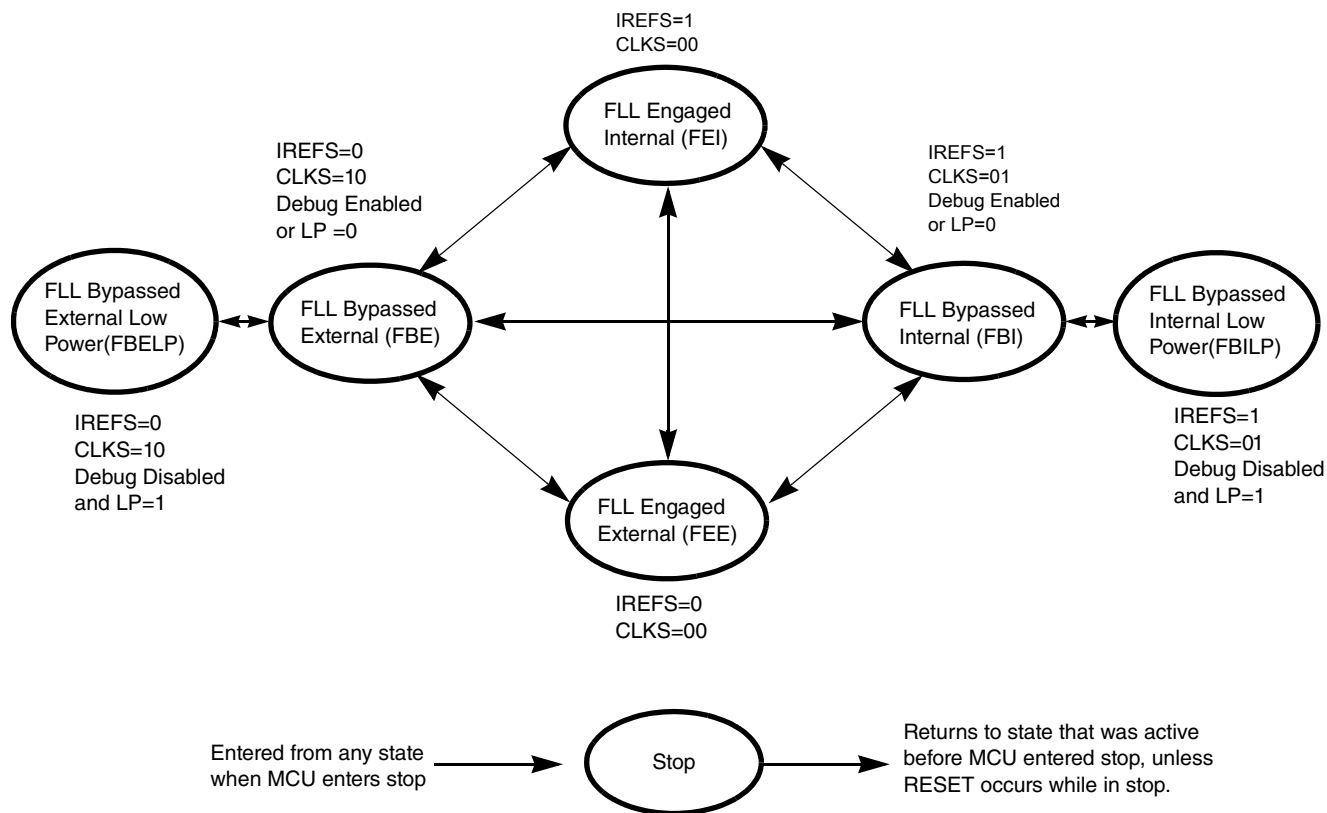 IREFS=1
CLKS=00
FLL Engaged
Internal (FEI)
IREFS=0
CLKS=10
Debug Enabled
or LP =0
IREFS=1
CLKS=01
Debug Enabled
or LP=0
FLL Bypassed
External Low
Power(FBELP)
FLL Bypassed
External (FBE)
FLL Bypassed
Internal (FBI)
FLL Bypassed
Internal Low
Power(FBILP)
IREFS=0
CLKS=10
Debug Disabled
and LP=1
IREFS=1
CLKS=01
Debug Disabled
and LP=1
FLL Engaged
External (FEE)
IREFS=0
CLKS=00
Entered from any state
when MCU enters stop
Stop
Returns to state that was active
before MCU entered stop, unless
RESET occurs while in stop.